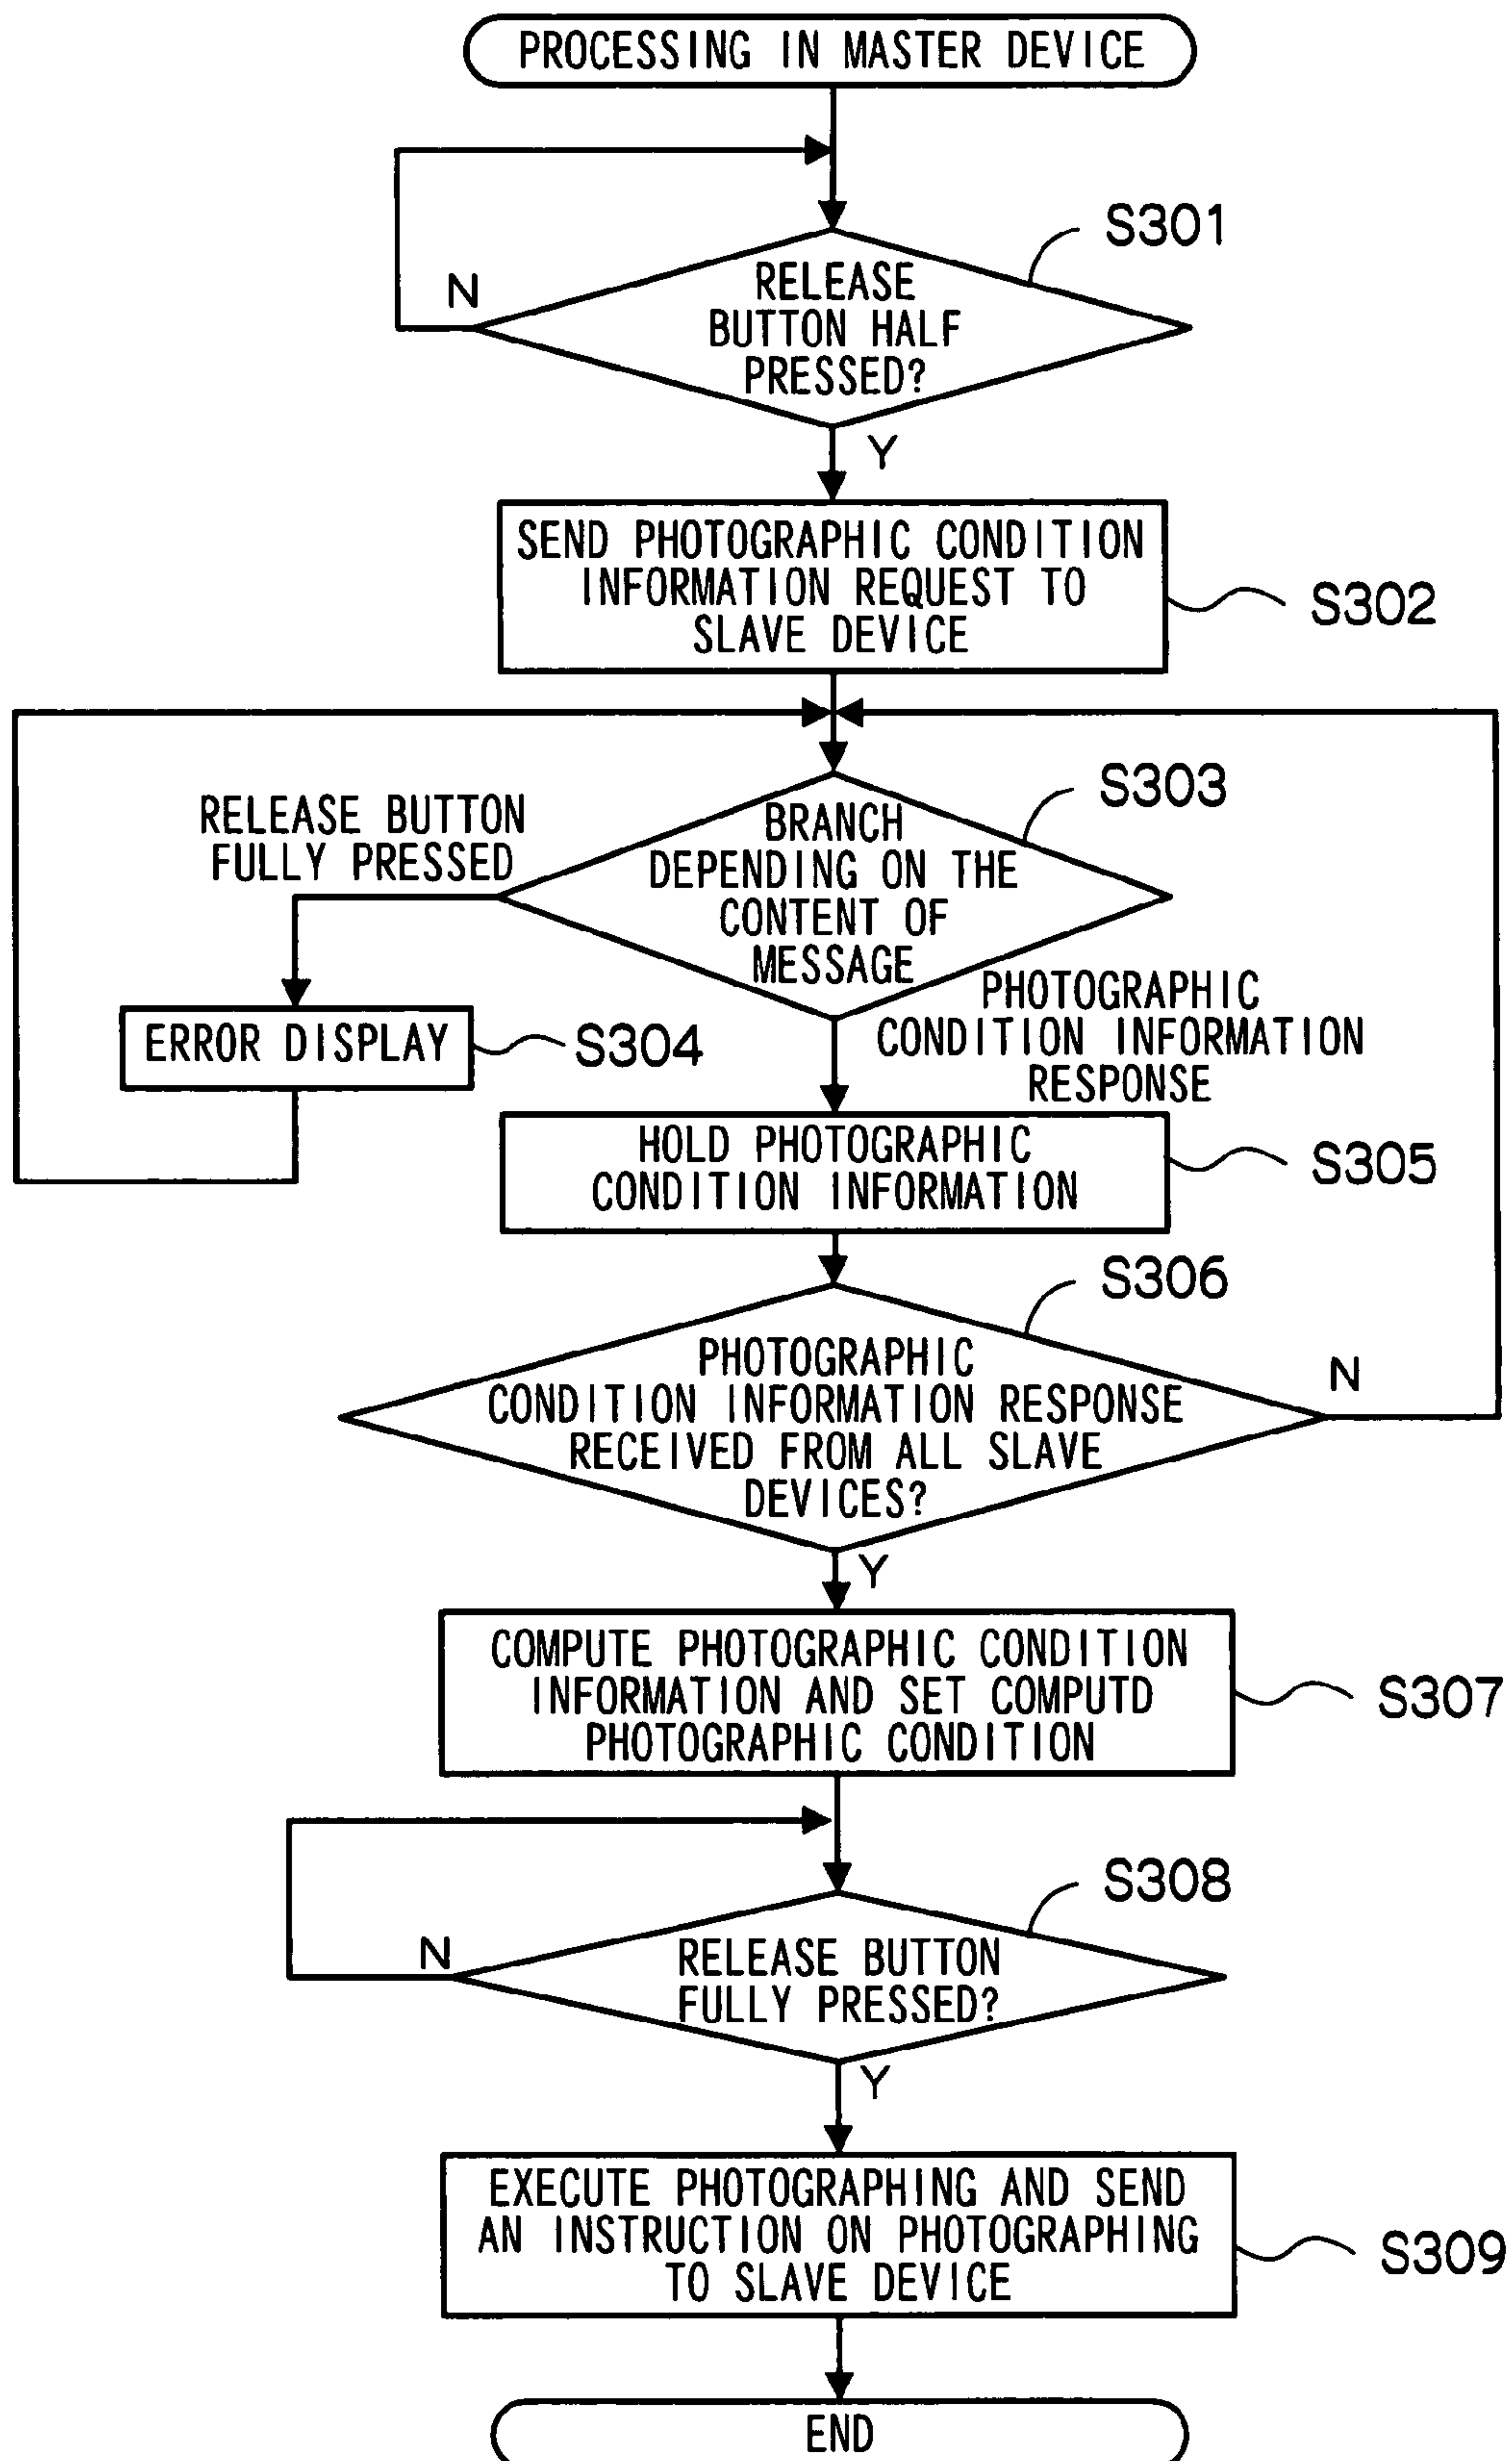 PROCESSING IN MASTER DEVICE
S301
N
RELEASE
BUTTON HALF
PRESSED?
Y
SEND PHOTOGRAPHIC CONDITION
INFORMATION REQUEST TO
SLAVE DEVICE
S302
S303
RELEASE BUTTON
FULLY PRESSED
BRANCH
DEPENDING ON THE
CONTENT OF
MESSAGE
PHOTOGRAPHIC
CONDITION INFORMATION
RESPONSE
ERROR DISPLAY
S304
HOLD PHOTOGRAPHIC
CONDITION INFORMATION
S305
S306
PHOTOGRAPHIC
CONDITION INFORMATION RESPONSE
RECEIVED FROM ALL SLAVE
DEVICES?
N
Y
COMPUTE PHOTOGRAPHIC CONDITION
INFORMATION AND SET COMPUTD
PHOTOGRAPHIC CONDITION
S307
S308
N
RELEASE BUTTON
FULLY PRESSED?
Y
EXECUTE PHOTOGRAPHING AND SEND
AN INSTRUCTION ON PHOTOGRAPHING
TO SLAVE DEVICE
S309
END